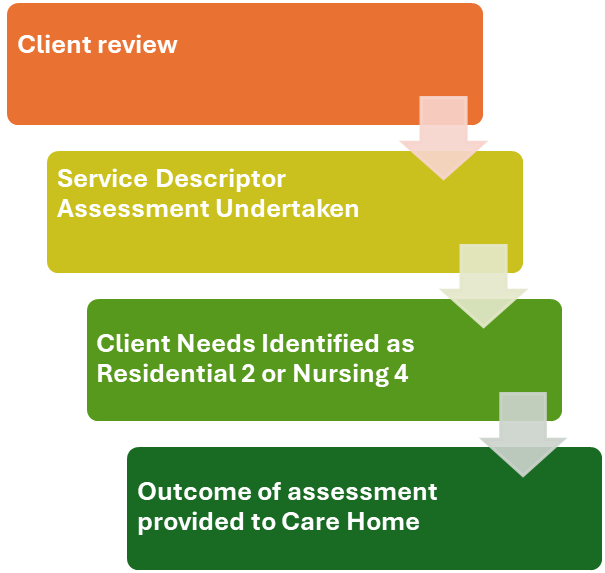 Client review
Service Descriptor
Assessment Undertaken
Client Needs Identified as
Residential 2 or Nursing 4
Outcome of assessment
provided to Care Home